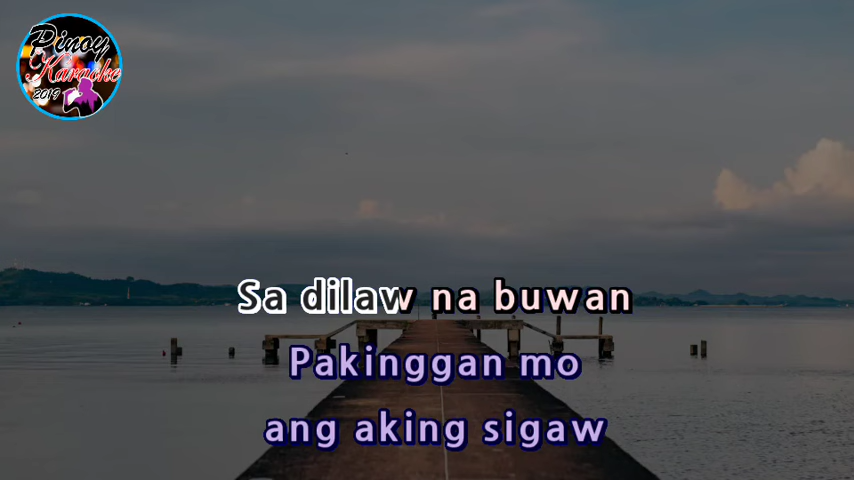 Pinoy
Karaoke
2019
Sa dilaw na buwan
Pakinggan mo
ang aking sigaw